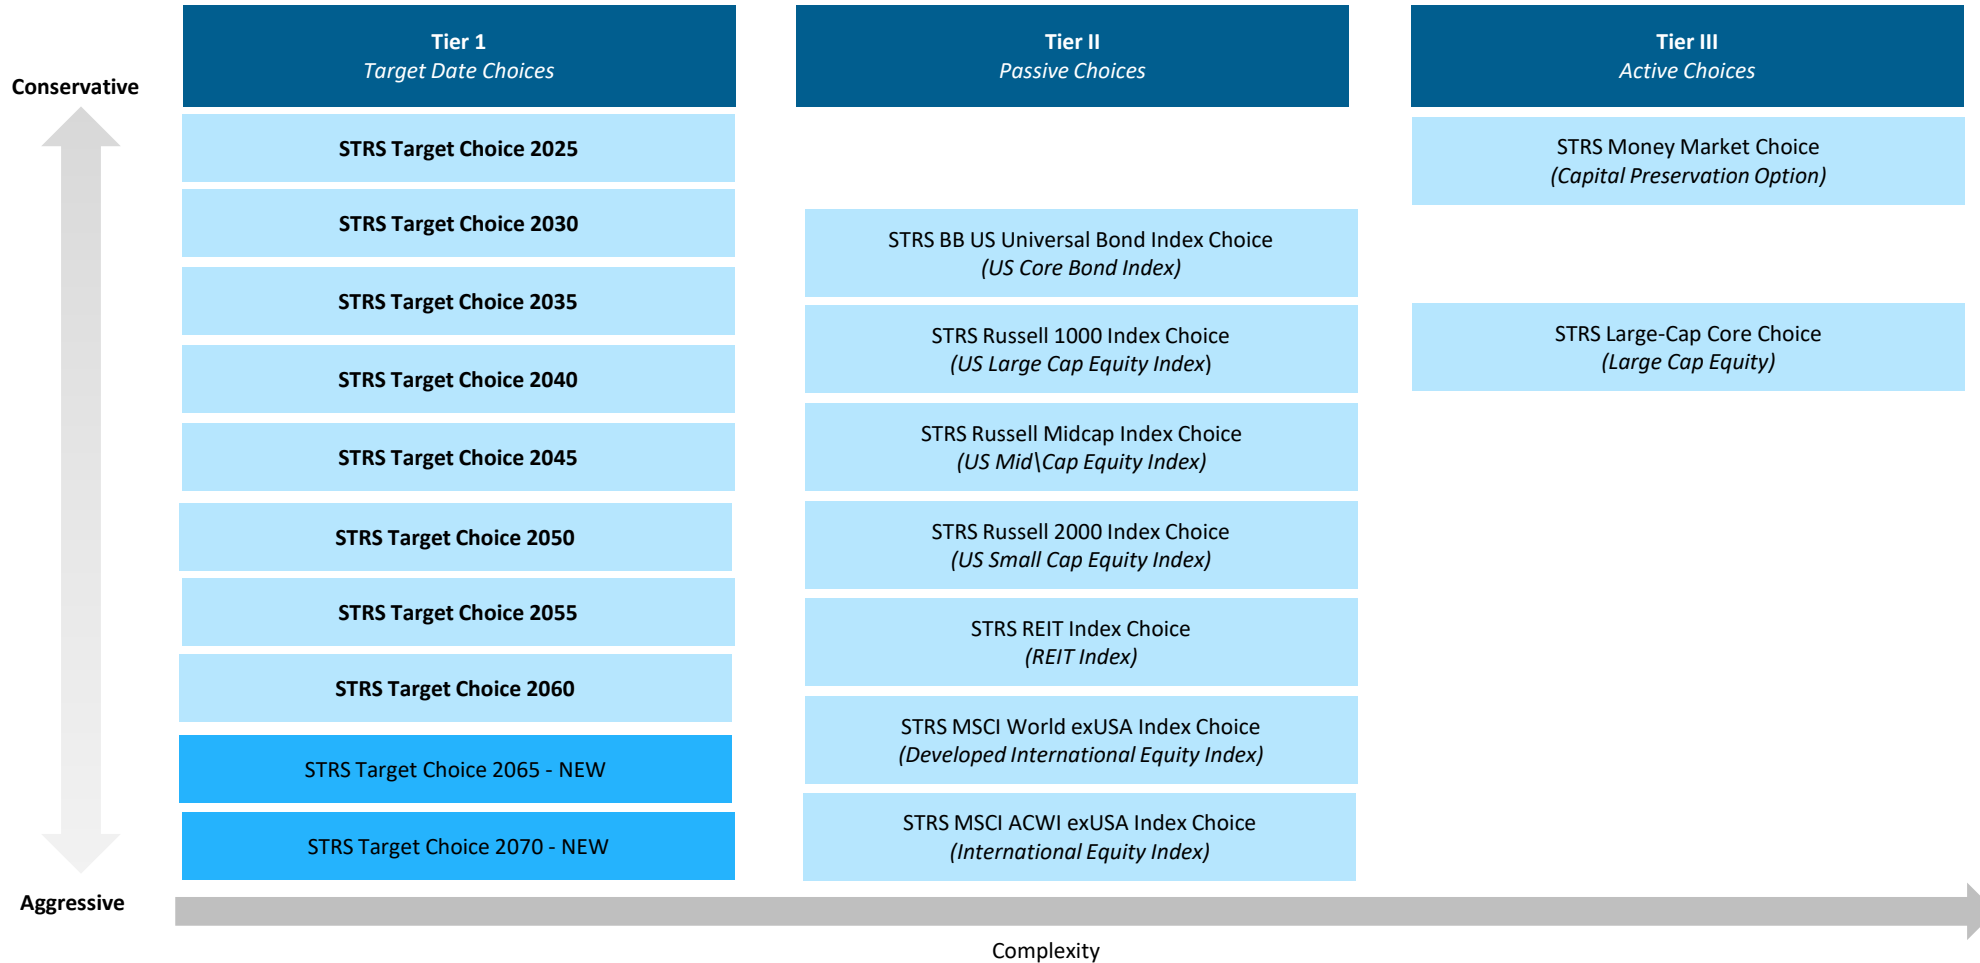 Conservative
Aggressive
Tier 1
Target Date Choices
STRS Target Choice 2025
STRS Target Choice 2030
STRS Target Choice 2035
STRS Target Choice 2040
STRS Target Choice 2045
STRS Target Choice 2050
STRS Target Choice 2055
STRS Target Choice 2060
STRS Target Choice 2065 - NEW
STRS Target Choice 2070 - NEW
Tier II
Passive Choices
STRS BB US Universal Bond Index Choice
(US Core Bond Index)
STRS Russell 1000 Index Choice
(US Large Cap Equity Index)
STRS Russell Midcap Index Choice
(US Mid\Cap Equity Index)
STRS Russell 2000 Index Choice
(US Small Cap Equity Index)
STRS REIT Index Choice
(REIT Index)
STRS MSCI World exUSA Index Choice
(Developed International Equity Index)
STRS MSCI ACWI exUSA Index Choice
(International Equity Index)
Tier III
Active Choices
STRS Money Market Choice
(Capital Preservation Option)
STRS Large-Cap Core Choice
(Large Cap Equity)
Complexity